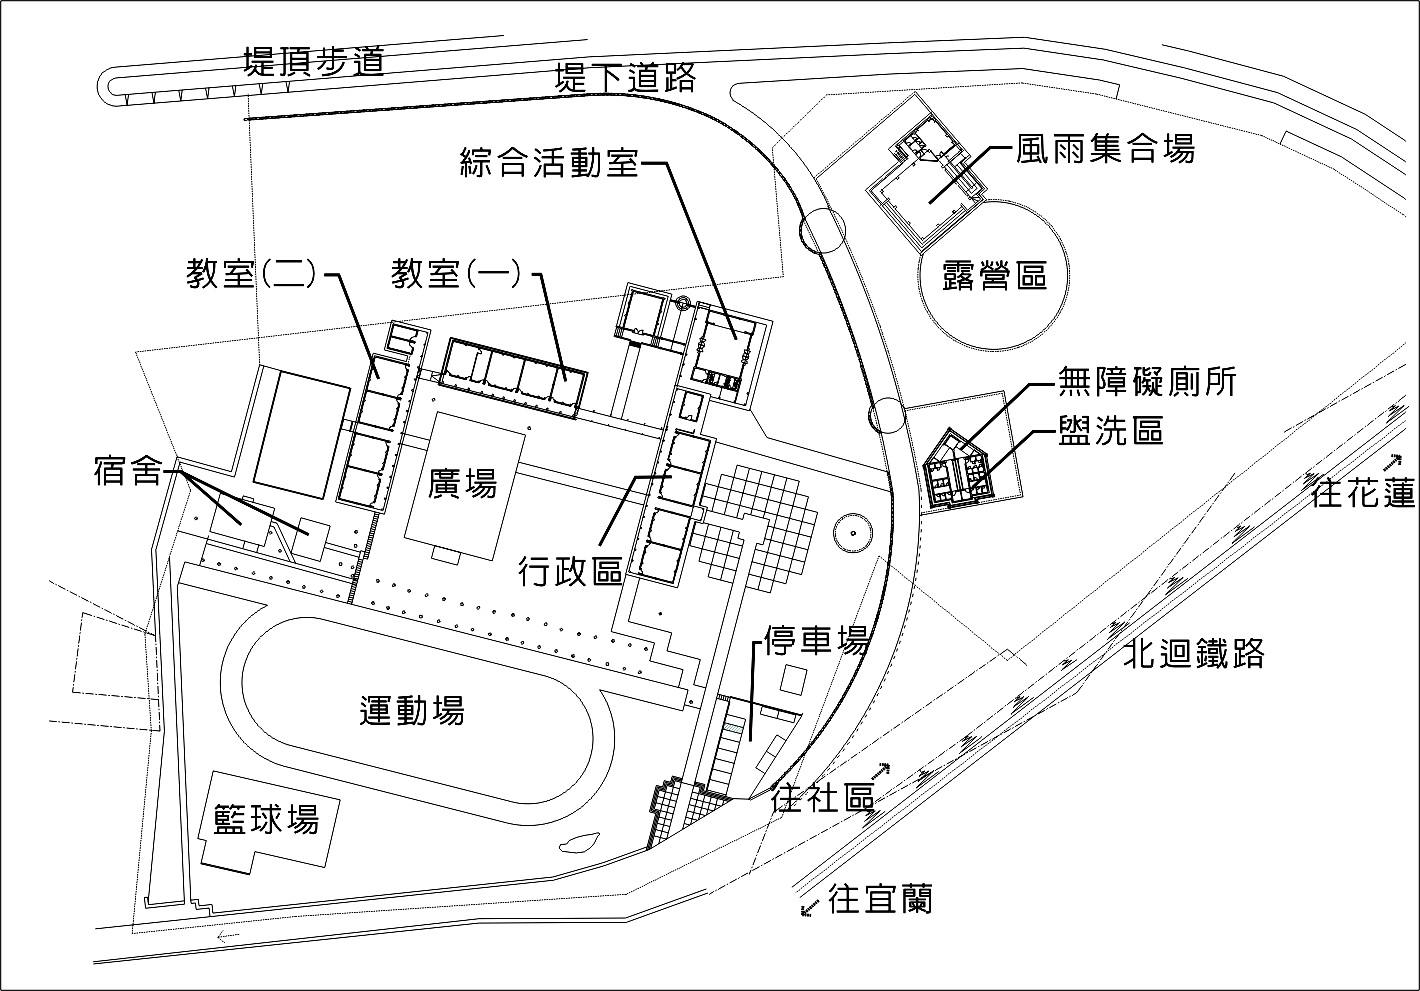 堤頂步道
堤下道路
綜合活動室
風雨集合場
教室(二)
教室(一)
露營區
無障礙廁所
盥洗區
宿舍
廣場
往花蓮
行政區
停車場
北迴鐵路
運動場
往社區
籃球場
往宜蘭